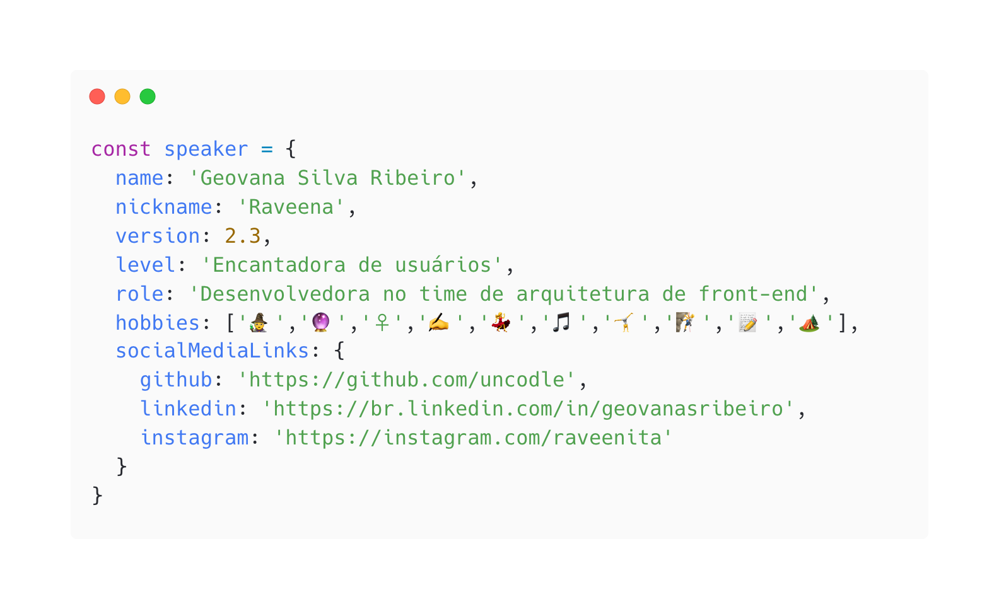 const speaker = {
  name: 'Geovana Silva Ribeiro',
  nickname: 'Raveena',
  version: 2.3,
  level: 'Encantadora de usuários',
  role: 'Desenvolvedora no time de arquitetura de front-end',
  hobbies: ['🧙‍♀️ ','🔮 ','♀','✍️ ','💃 ','🎵 ','🤸 ','🧗 ','📝 ','🏕️ '],
  socialMediaLinks: {
    github: 'https://github.com/uncodle',
    linkedin: 'https://br.linkedin.com/in/geovanasribeiro',
    instagram: 'https://instagram.com/raveenita'
  }
}